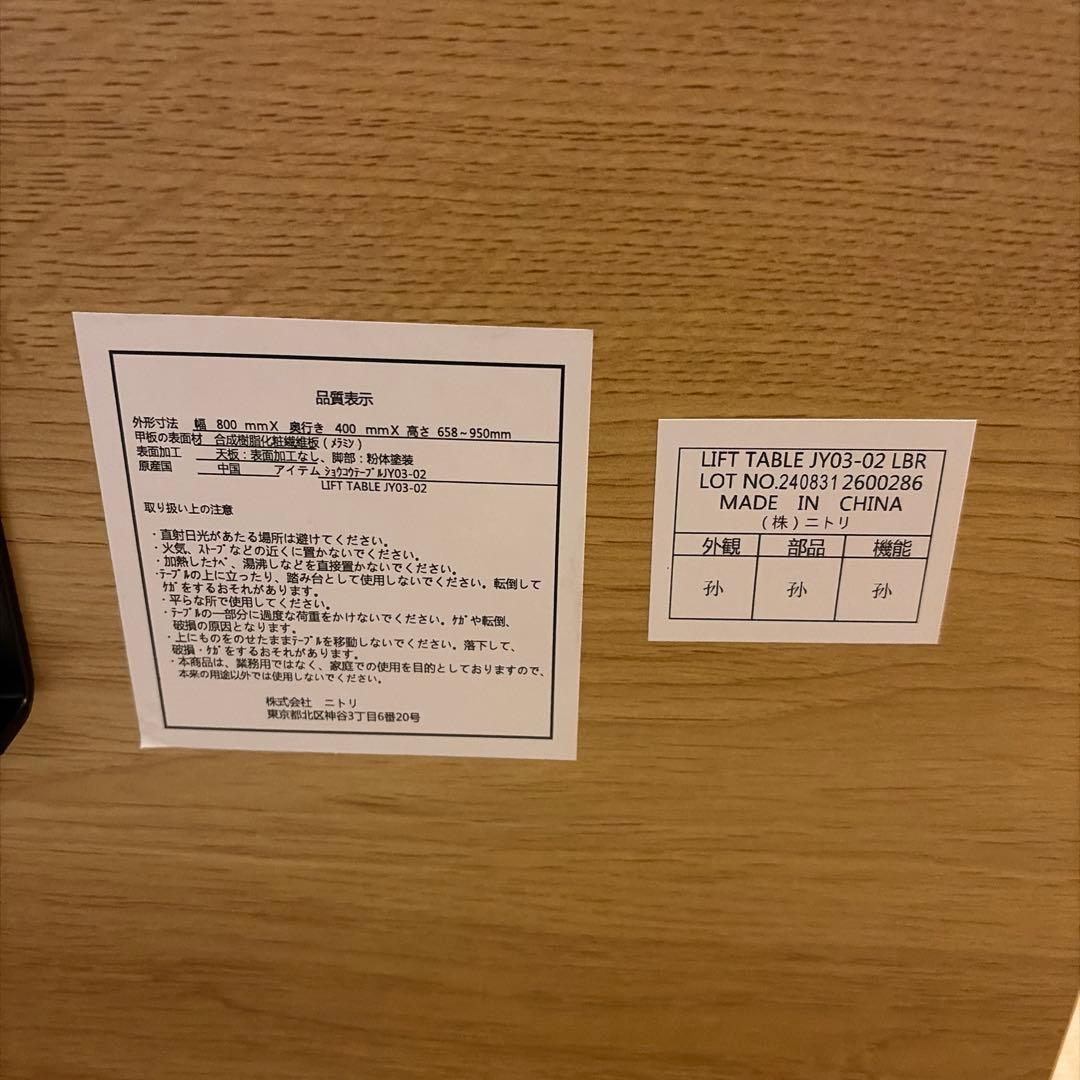 品質表示
外形寸法 幅 800 mmX 奥行き 400 mmX 高さ 658~950mm
甲板の表面材 合成樹脂化粧繊維板(ﾒﾗﾐﾝ)
表面加工 天板:表面加工なし、脚部:粉体塗装
原産国 中国 アイテム ｼｮｳｺｳﾃｰﾌﾞﾙJY03-02
LIFT TABLE JY03-02
取り扱い上の注意
・直射日光があたる場所は避けてください。
・火気、ｽﾄｰﾌﾞなどの近くに置かないでください。
・加熱したﾅﾍﾞ、湯沸しなどを直接置かないでください。
・ﾃｰﾌﾞﾙの上に立ったり、踏み台として使用しないでください。転倒して
ｹｶﾞをするおそれがあります。
・平らな所で使用してください。
・ﾃｰﾌﾞﾙの一部分に過度な荷重をかけないでください。ｹｶﾞや転倒、
破損の原因となります。
・上にものをのせたままﾃｰﾌﾞﾙを移動しないでください。落下して、
破損・ｹｶﾞをするおそれがあります。
・本商品は、業務用ではなく、家庭での使用を目的としておりますので、
本来の用途以外では使用しないでください。
株式会社 ニトリ
東京都北区神谷3丁目6番20号
LIFT TABLE JY03-02 LBR
LOT NO.240831 2600286
MADE IN CHINA
(株)ニトリ
外観 部品 機能
孙 孙 孙